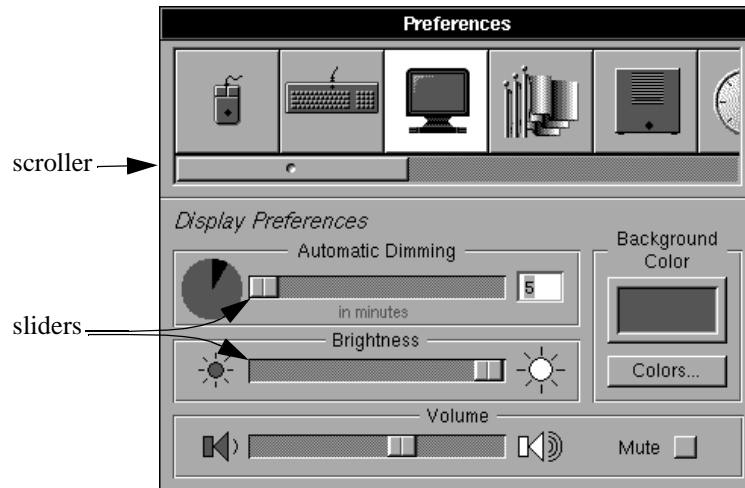 Preferences
scroller
Display Preferences
Automatic Dimming
5
in minutes
Background
Color
sliders
Brightness
Colors...
Volume
Mute